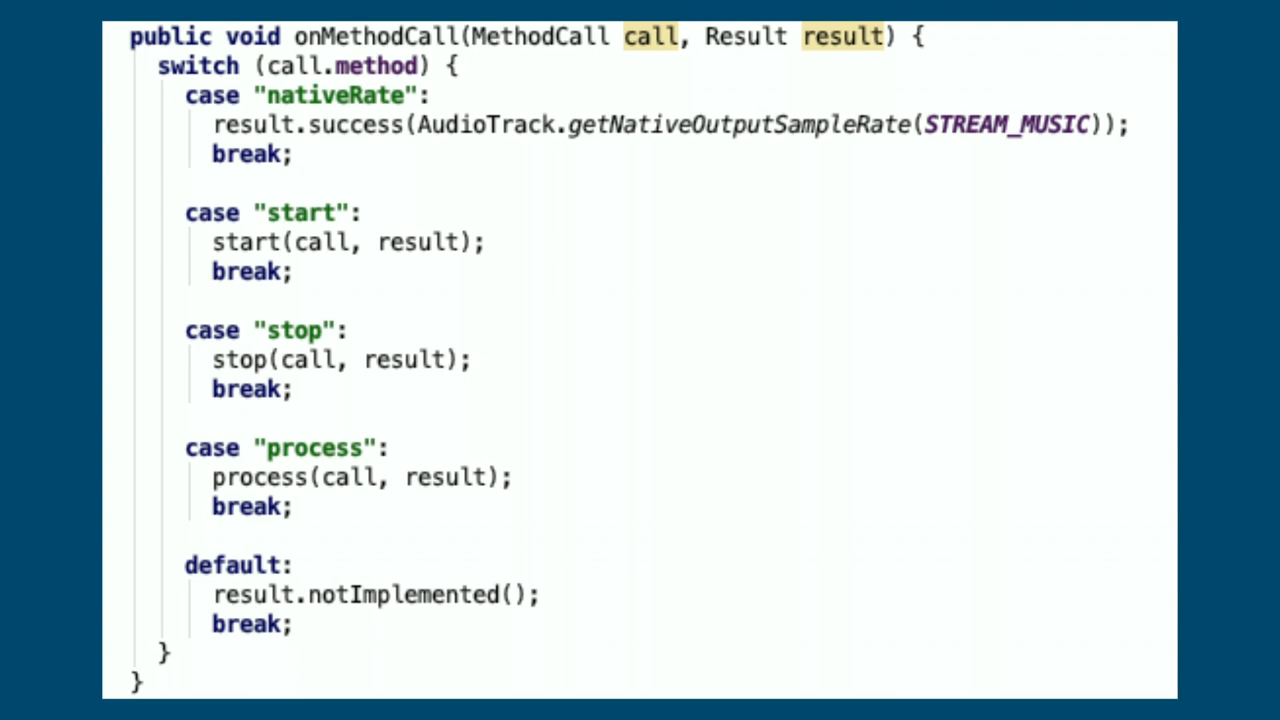 public void onMethodCall(MethodCall call, Result result) {
switch (call.method) {
case "nativeRate":
result.success(AudioTrack.getNativeOutputSampleRate(STREAM_MUSIC));
break;
case "start":
start(call, result);
break;
case "stop":
stop(call, result);
break;
case "process":
process(call, result);
break;
default:
result.notImplemented();
break;
}
}